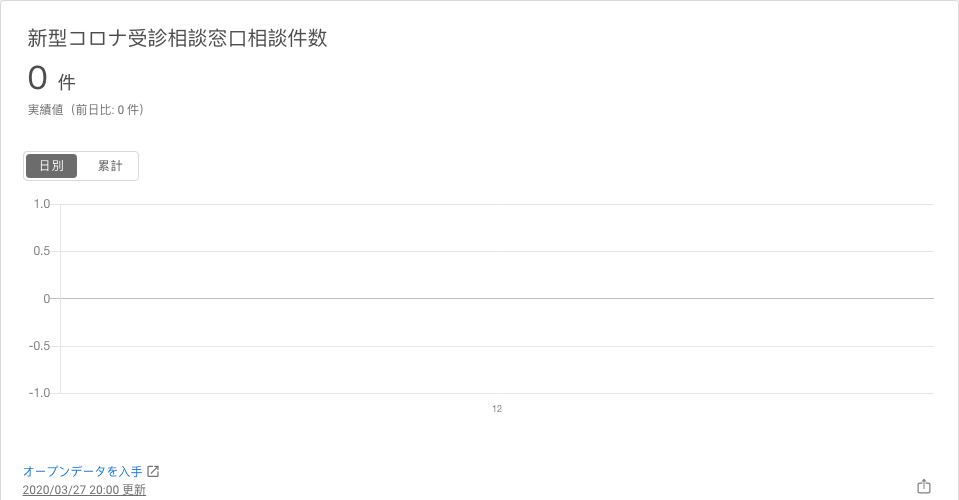 新型コロナ受診相談窓口相談件数
0 件
実績値（前日比: 0 件）
日別 累計
1.0
0.5
0
-0.5
-1.0
12
オープンデータを入手
2020/03/27 20:00 更新